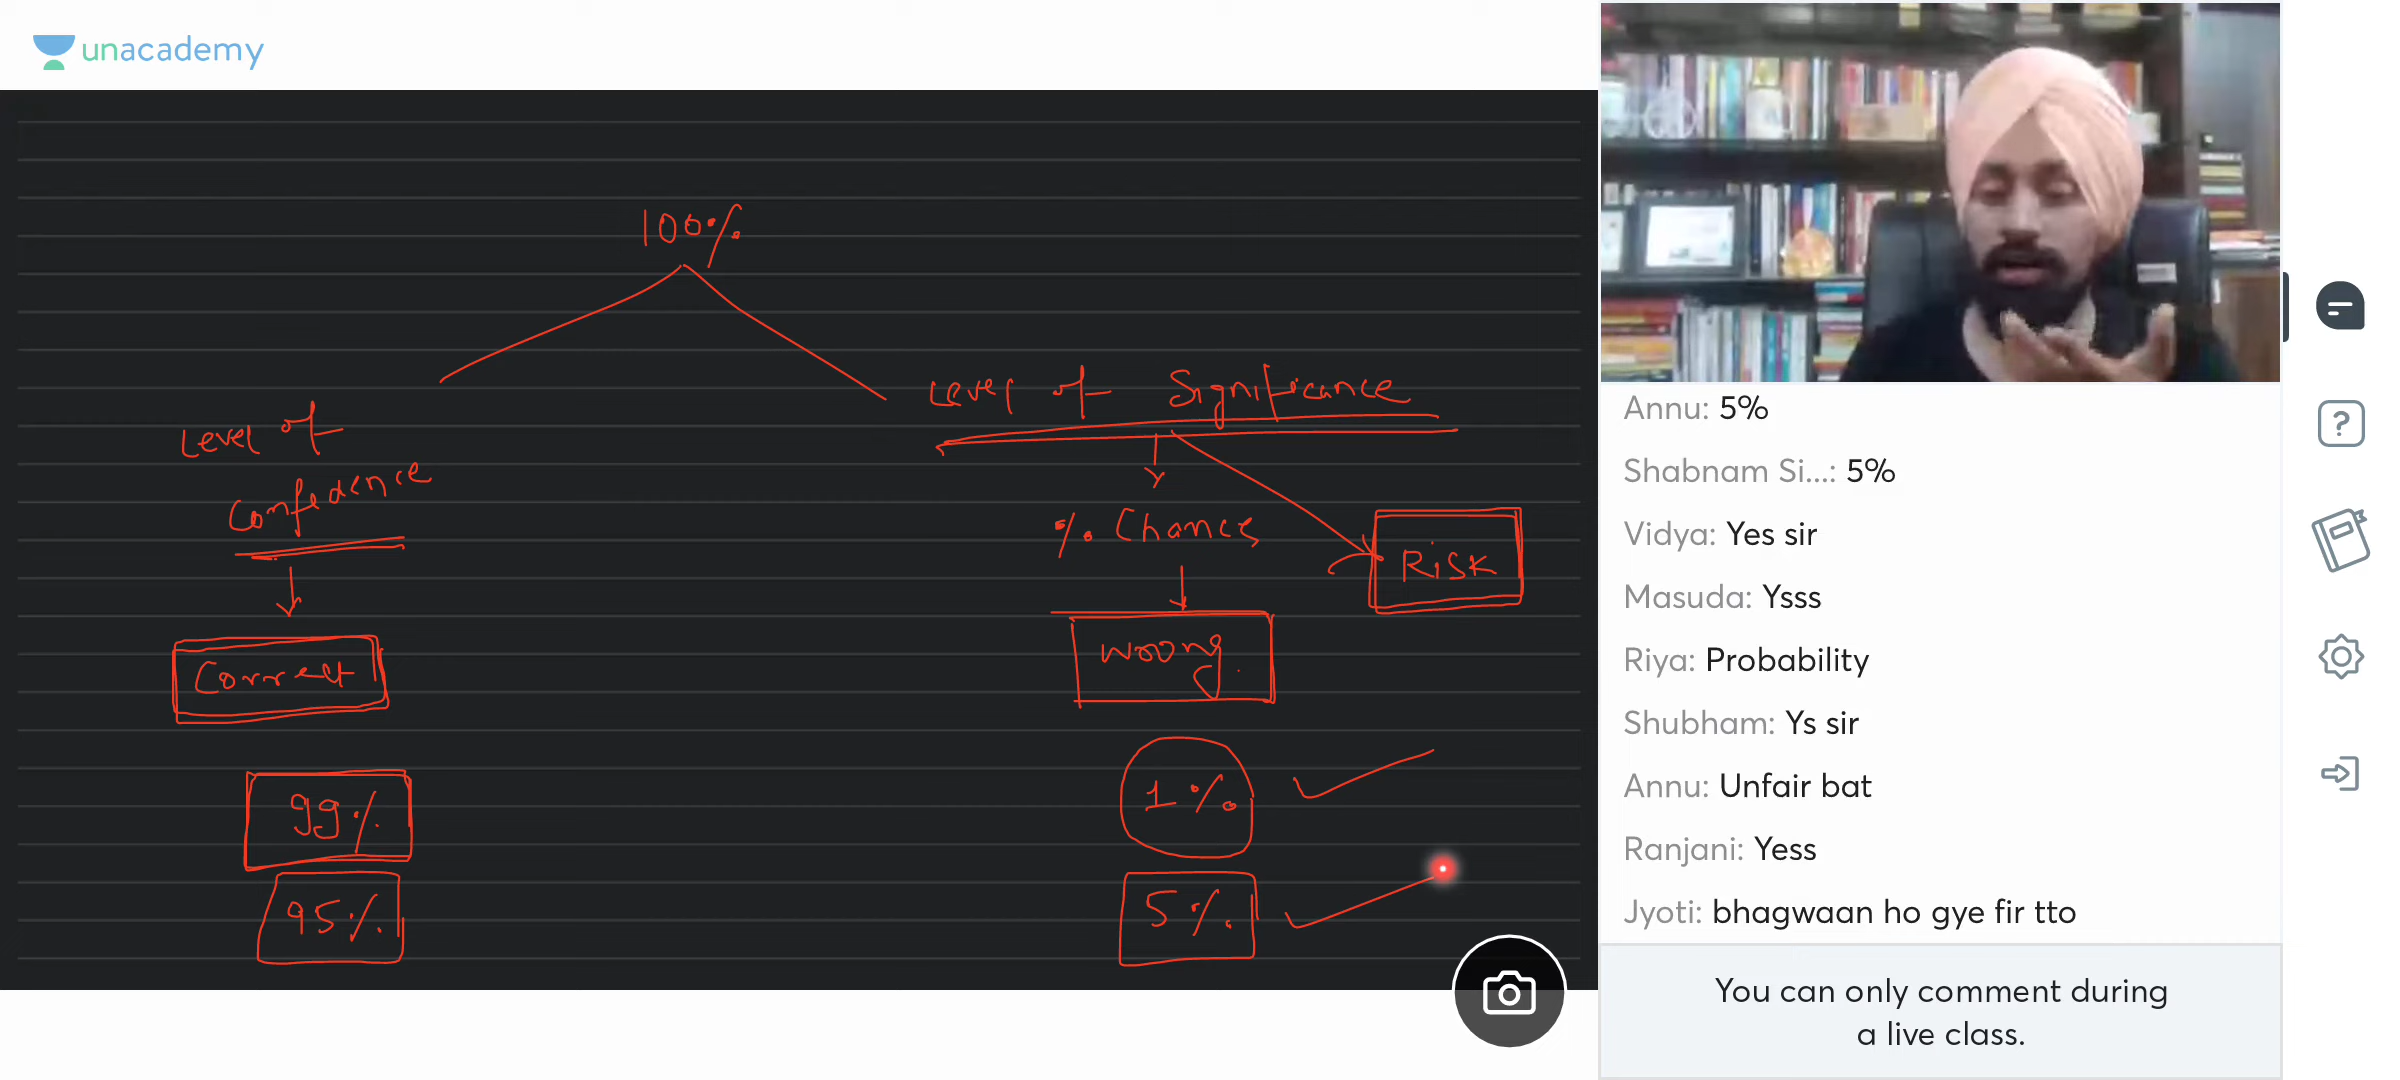 unacademy
100%
Level of Significance
Level of
Confedence
% Chance
Risk
Correct
Wrong
99%
1%
95%
5%
Annu: 5%
Shabnam Si...: 5%
Vidya: Yes sir
Masuda: Ysss
Riya: Probability
Shubham: Ys sir
Annu: Unfair bat
Ranjani: Yess
Jyoti: bhagwaan ho gye fir tto
You can only comment during
a live class.